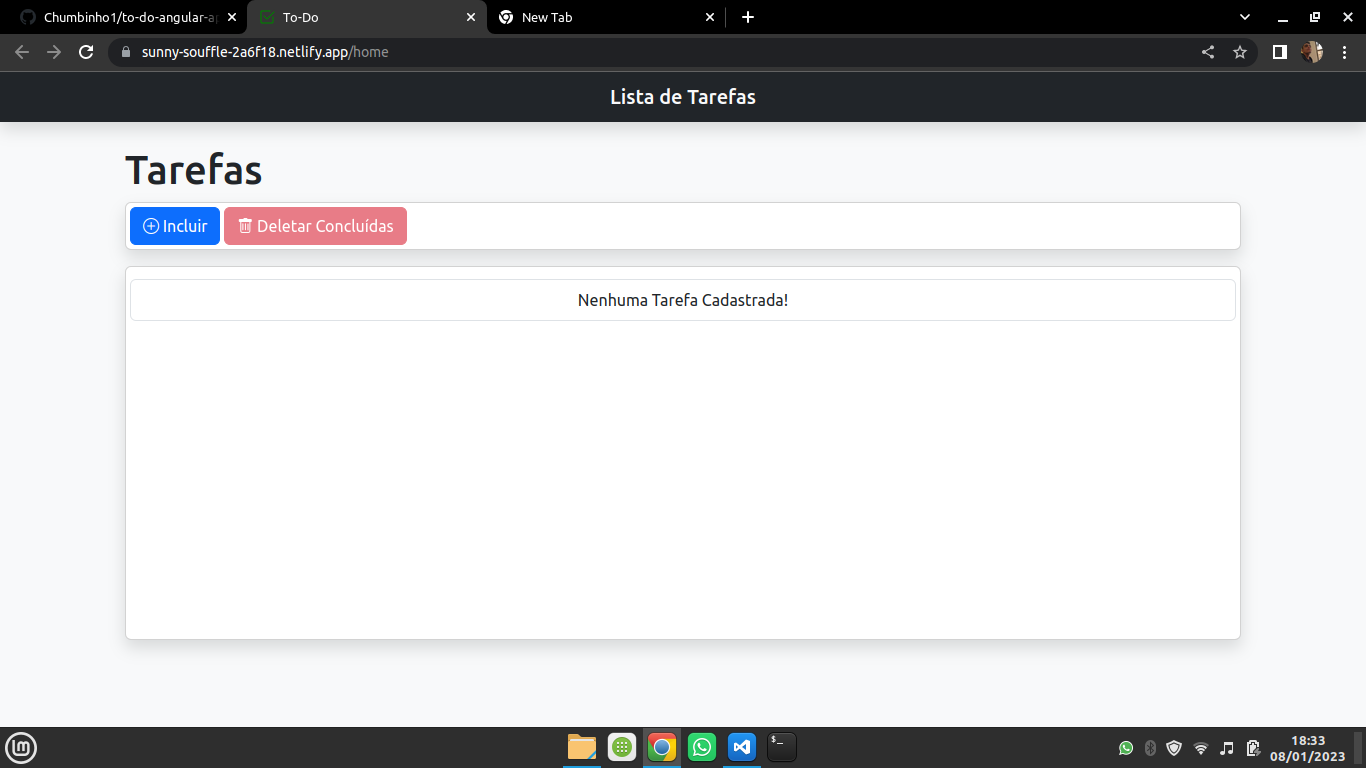 Chumbinho1/to-do-angular-ap
To-Do
New Tab
sunny-souffle-2a6f18.netlify.app/home
Lista de Tarefas
Tarefas
Incluir
Deletar Concluídas
Nenhuma Tarefa Cadastrada!
$_
18:33
08/01/2023